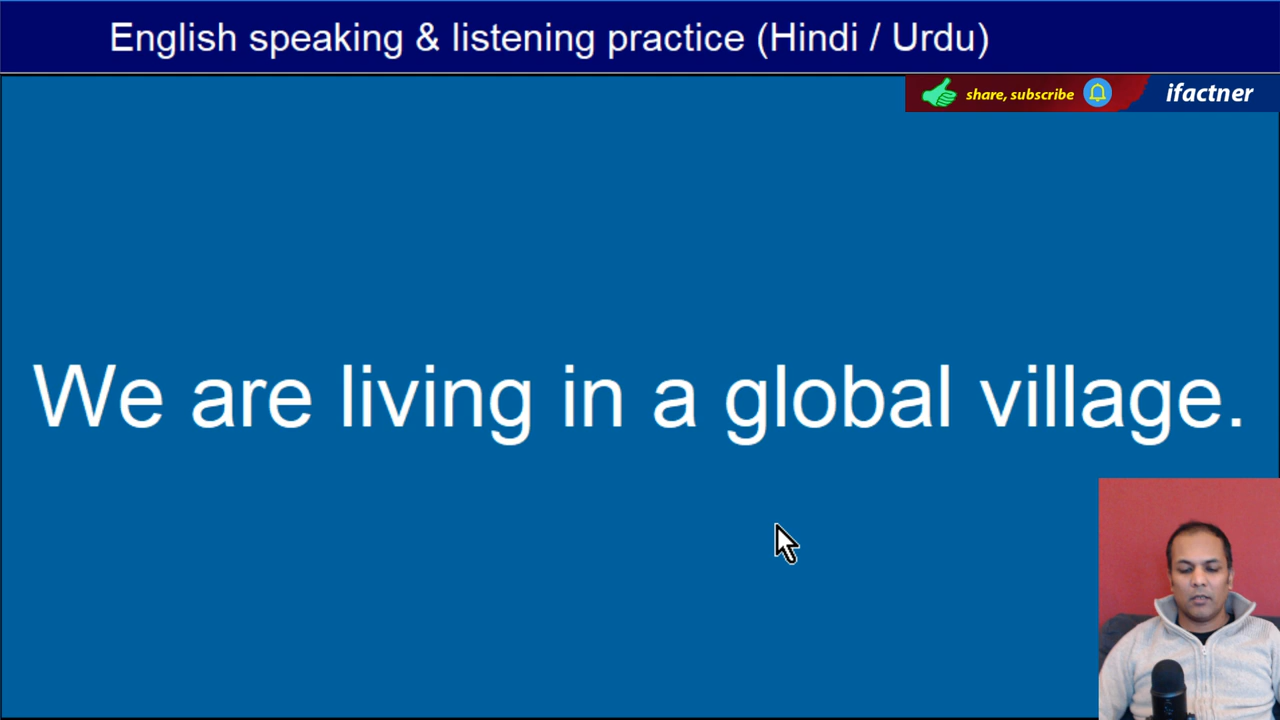 English speaking & listening practice (Hindi / Urdu)
share, subscribe
ifactner
We are living in a global village.